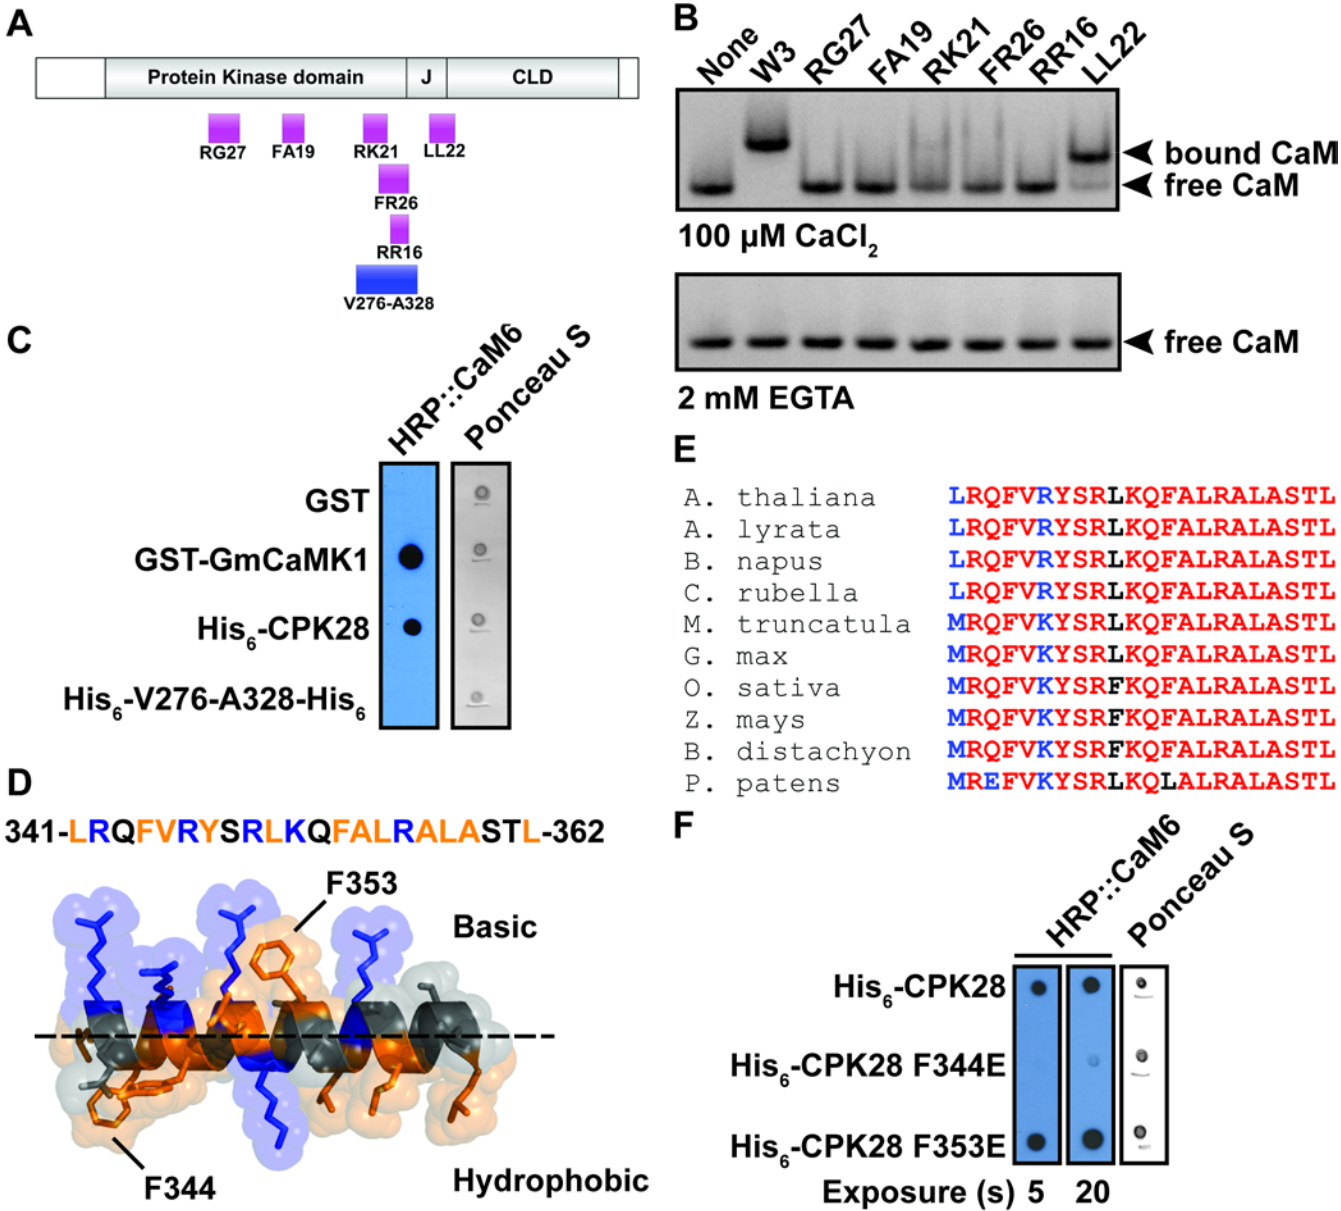 A
Protein Kinase domain J CLD
RG27 FA19 RK21 LL22
FR26
RR16
V276-A328
B
None W3 RG27 FA19 RK21 FR26 RR16 LL22
bound CaM
free CaM
100 µM CaCl₂
free CaM
2 mM EGTA
C
HRP::CaM6 Ponceau S
GST
GST-GmCaMK1
His₆-CPK28
His₆-V276-A328-His₆
D
341-LRQFVRYSRLKQFALRALASTL-362
F353
Basic
F344
Hydrophobic
E
A. thaliana LRQFVRYSRLKQFALRALASTL
A. lyrata LRQFVRYSRLKQFALRALASTL
B. napus LRQFVRYSRLKQFALRALASTL
C. rubella LRQFVRYSRLKQFALRALASTL
M. truncatula MRQFVKYSRLKQFALRALASTL
G. max MRQFVKYSRLKQFALRALASTL
O. sativa MRQFVKYSRFKQFALRALASTL
Z. mays MRQFVKYSRFKQFALRALASTL
B. distachyon MRQFVKYSRFKQFALRALASTL
P. patens MREFVKYSRLKQLALRALASTL
F
HRP::CaM6 Ponceau S
His₆-CPK28
His₆-CPK28 F344E
His₆-CPK28 F353E
Exposure (s) 5 20